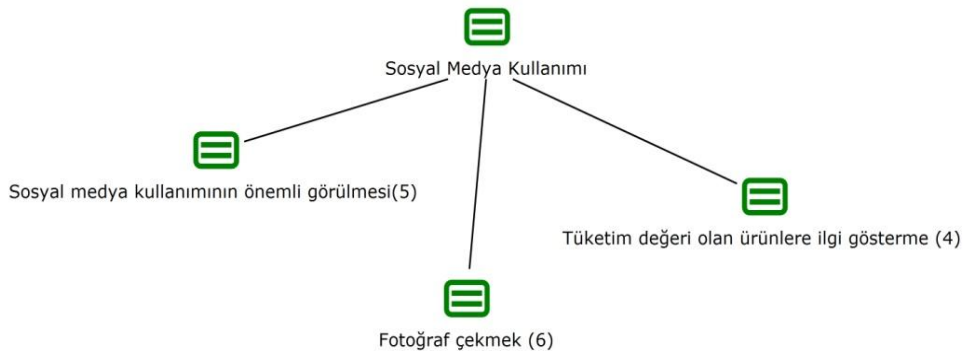 Sosyal Medya Kullanımı
Sosyal medya kullanımının önemli görülmesi(5)
Tüketim değeri olan ürünlere ilgi gösterme (4)
Fotoğraf çekmek (6)